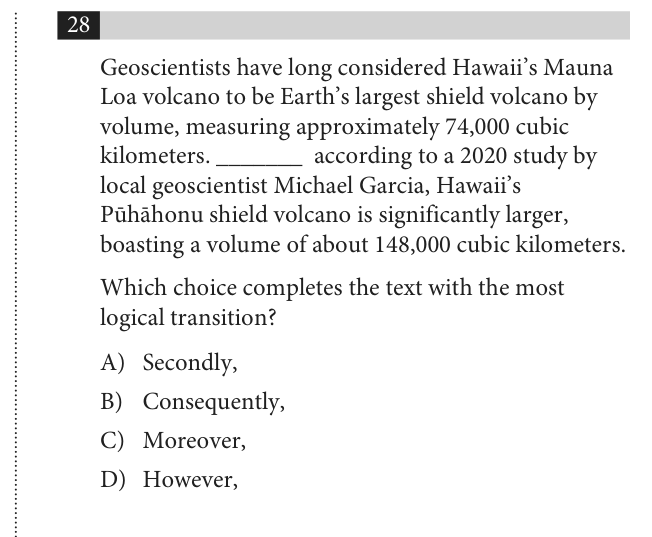 28
Geoscientists have long considered Hawaii’s Mauna
Loa volcano to be Earth’s largest shield volcano by
volume, measuring approximately 74,000 cubic
kilometers. _______ according to a 2020 study by
local geoscientist Michael Garcia, Hawaii’s
Pūhāhonu shield volcano is significantly larger,
boasting a volume of about 148,000 cubic kilometers.
Which choice completes the text with the most
logical transition?
A) Secondly,
B) Consequently,
C) Moreover,
D) However,